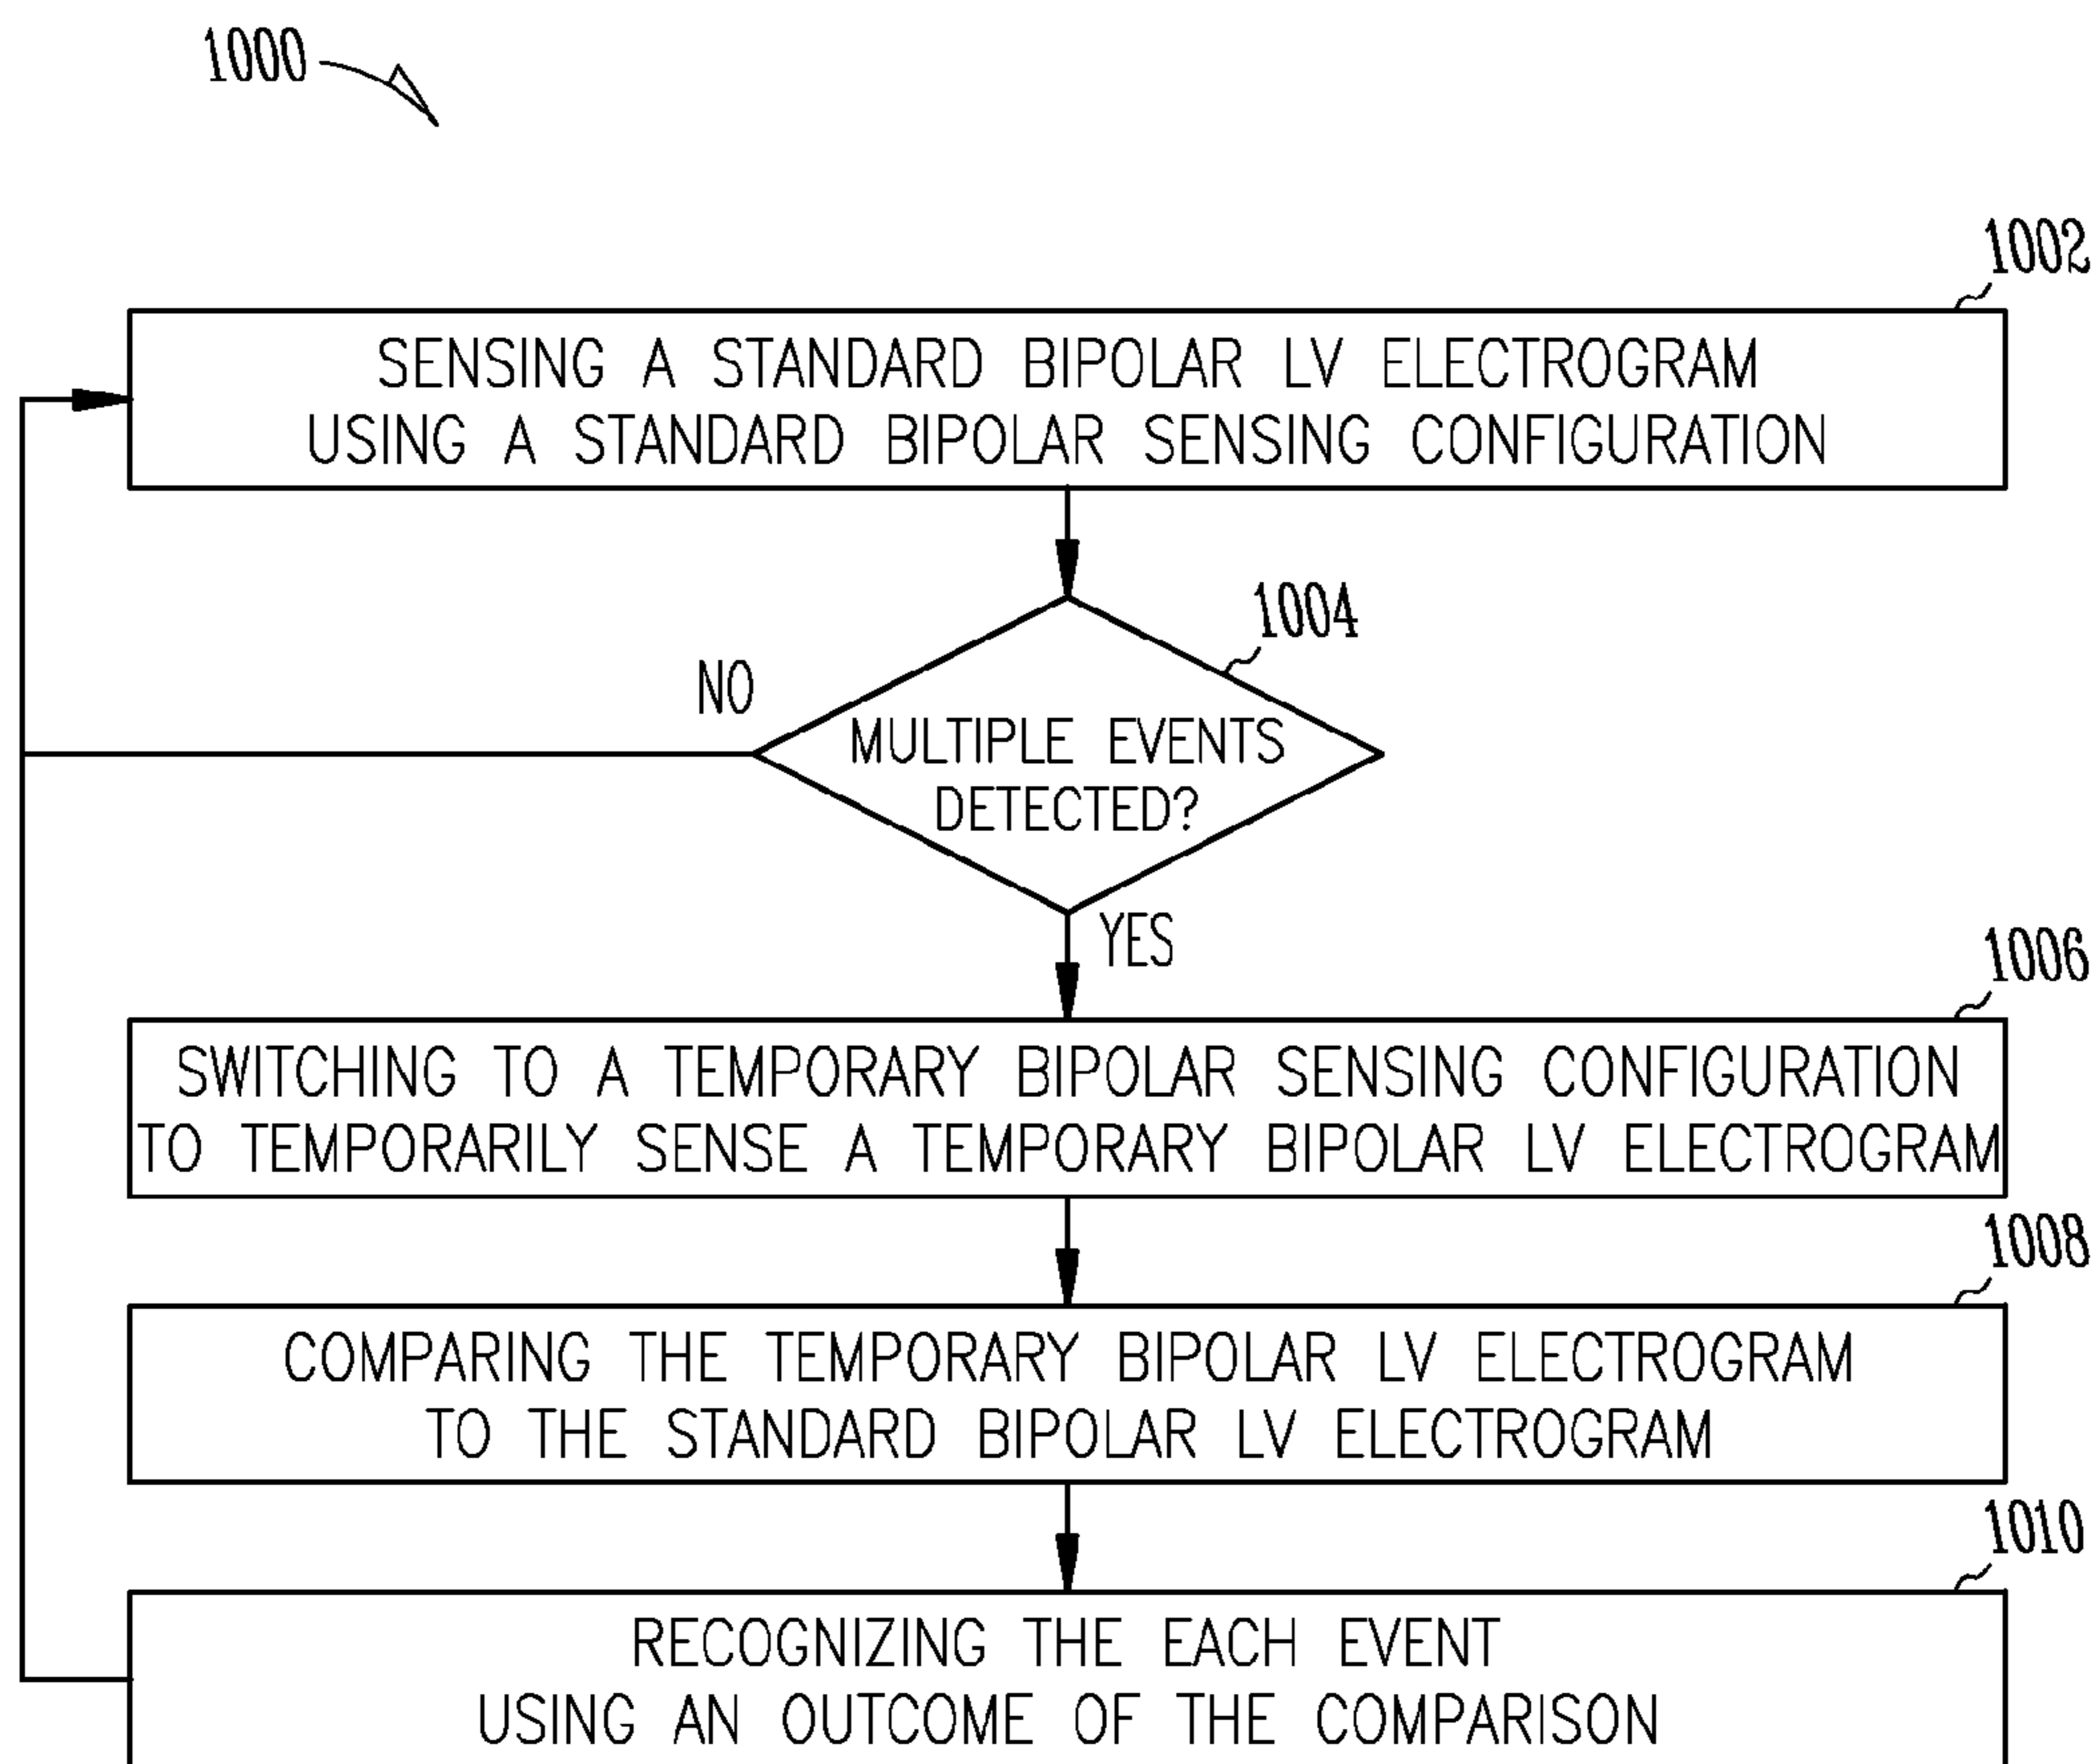 1000
1002
SENSING A STANDARD BIPOLAR LV ELECTROGRAM
USING A STANDARD BIPOLAR SENSING CONFIGURATION
1004
NO
MULTIPLE EVENTS
DETECTED?
YES
1006
SWITCHING TO A TEMPORARY BIPOLAR SENSING CONFIGURATION
TO TEMPORARILY SENSE A TEMPORARY BIPOLAR LV ELECTROGRAM
1008
COMPARING THE TEMPORARY BIPOLAR LV ELECTROGRAM
TO THE STANDARD BIPOLAR LV ELECTROGRAM
1010
RECOGNIZING THE EACH EVENT
USING AN OUTCOME OF THE COMPARISON